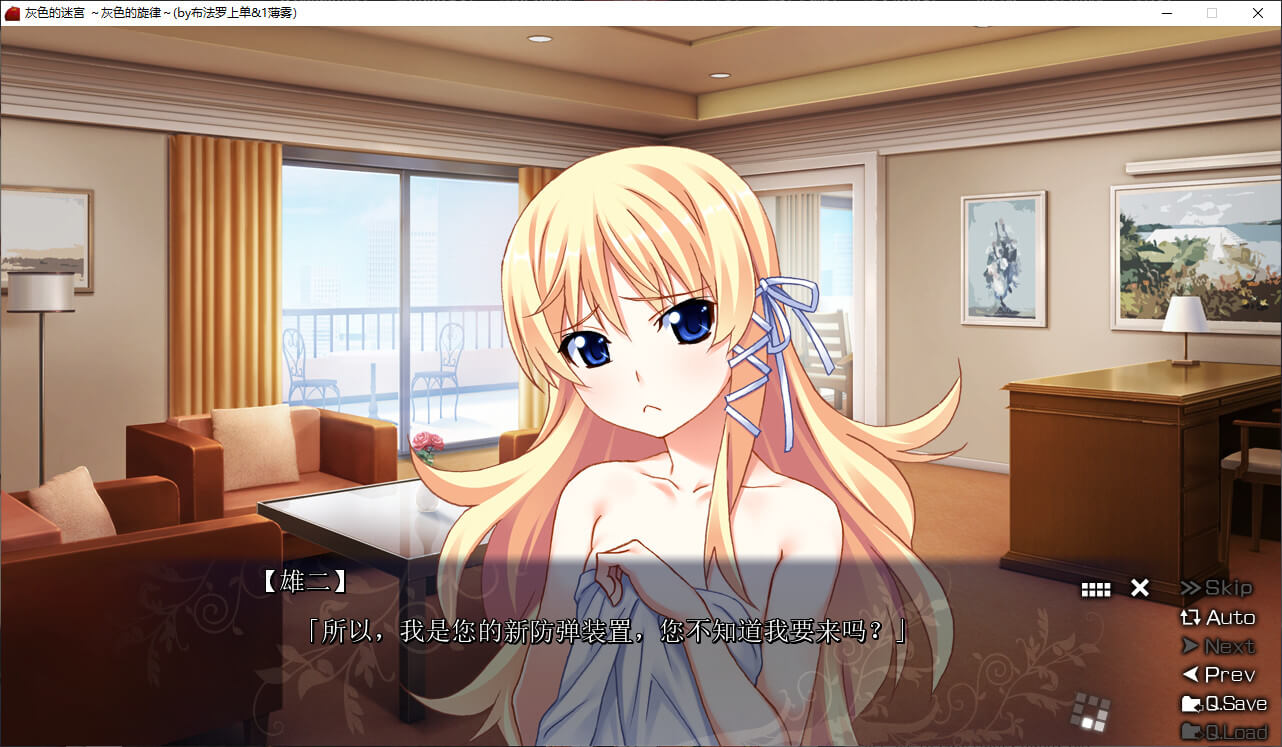 灰色的迷宫 ～灰色的旋律～(by布法罗上单&1薄雾)
【雄二】
「所以，我是您的新防弹装置，您不知道我要来吗？」
Skip
Auto
Next
Prev
Q.Save
Q.Load